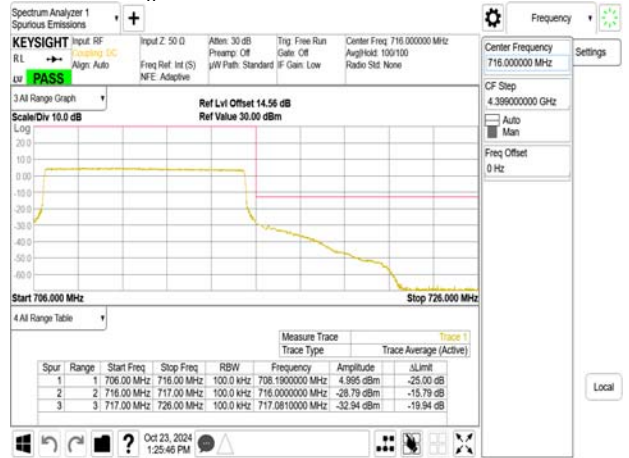 Spectrum Analyzer 1
Spurious Emissions
Frequency
KEYSIGHT
Input: RF
Coupling: DC
Align: Auto
Input Z: 50 Ω
Freq Ref: Int (S)
NFE: Adaptive
Atten: 30 dB
Preamp: Off
µW Path: Standard
Trig: Free Run
Gate: Off
IF Gain: Low
Center Freq: 716.000000 MHz
Avg|Hold: 100/100
Radio Std: None
RL
PASS
Center Frequency
716.000000 MHz
Settings
CF Step
4.399000000 GHz
Auto
Man
Freq Offset
0 Hz
Local
3 All Range Graph
Scale/Div 10.0 dB
Ref Lvl Offset 14.56 dB
Ref Value 30.00 dBm
Log
20.0
10.0
0.00
-10.0
-20.0
-30.0
-40.0
-50.0
-60.0
Start 706.000 MHz
Stop 726.000 MHz
4 All Range Table
Measure Trace Trace 1
Trace Type Trace Average (Active)
Spur Range Start Freq Stop Freq RBW Frequency Amplitude ΔLimit
1 1 706.00 MHz 716.00 MHz 100.0 kHz 708.1900000 MHz 4.995 dBm -25.00 dB
2 2 716.00 MHz 717.00 MHz 100.0 kHz 716.0000000 MHz -28.79 dBm -15.79 dB
3 3 717.00 MHz 726.00 MHz 100.0 kHz 717.0810000 MHz -32.94 dBm -19.94 dB
Oct 23, 2024
1:25:46 PM